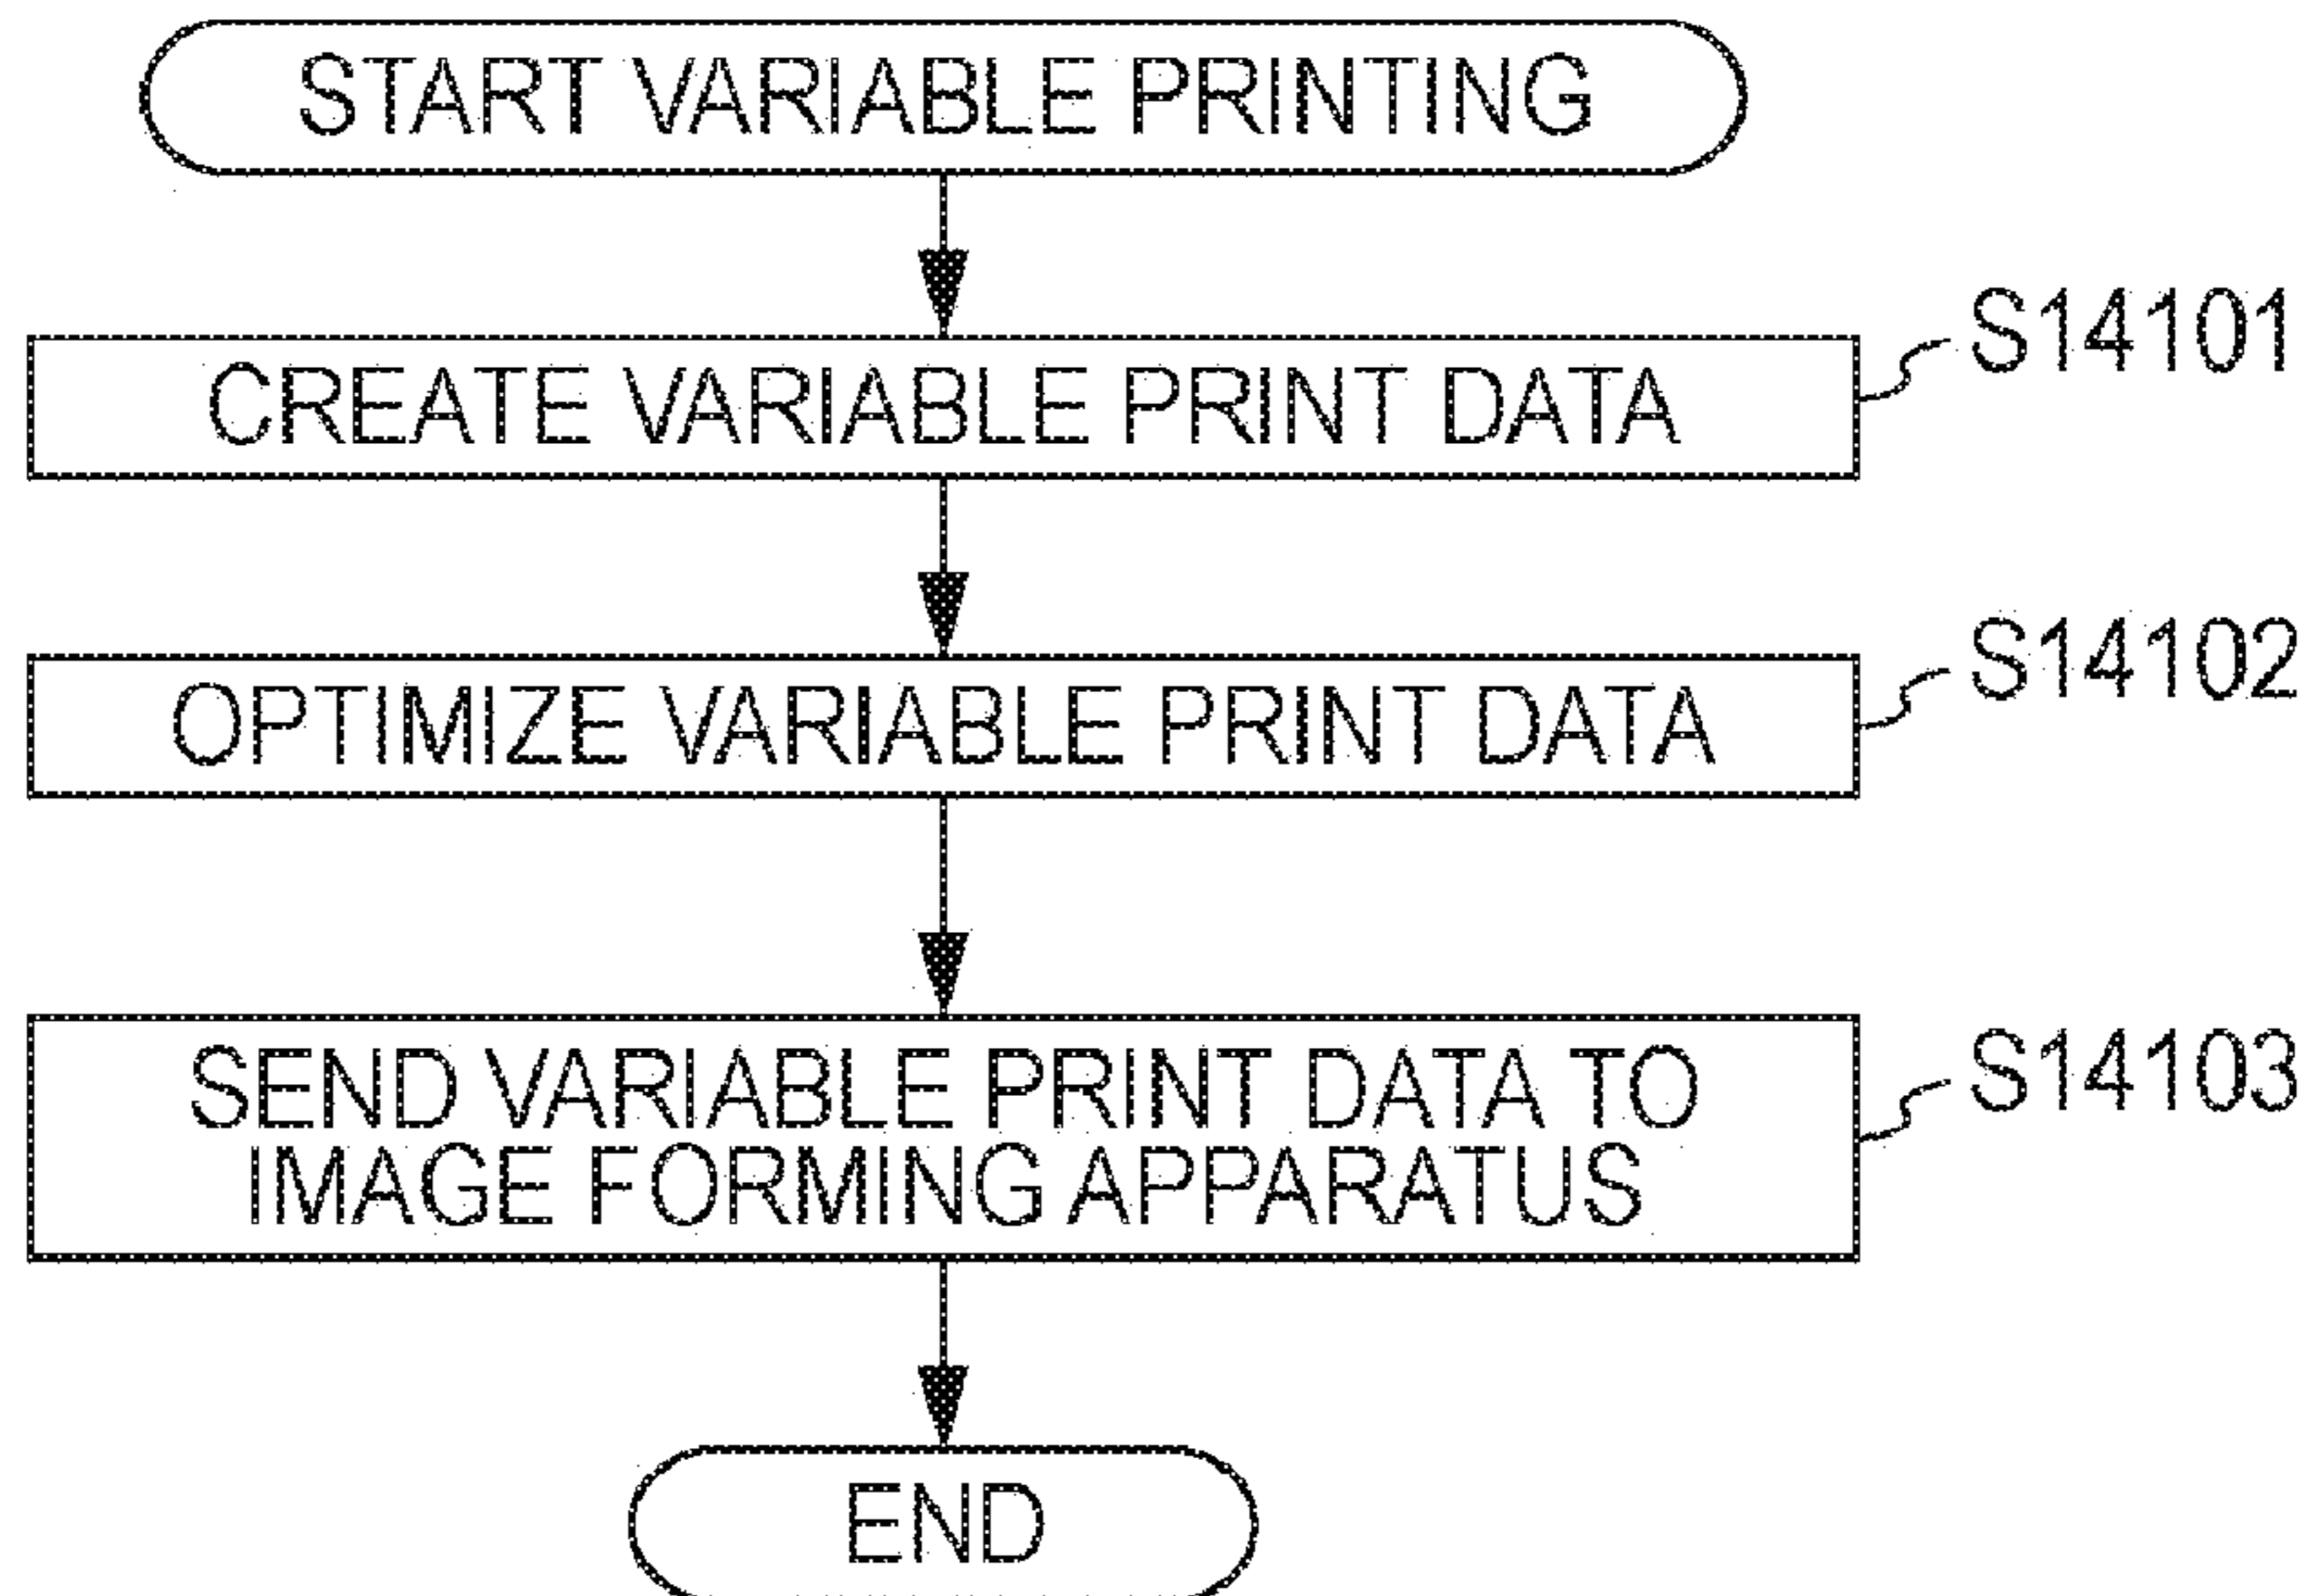 START VARIABLE PRINTING
S14101
CREATE VARIABLE PRINT DATA
S14102
OPTIMIZE VARIABLE PRINT DATA
S14103
SEND VARIABLE PRINT DATA TO
IMAGE FORMING APPARATUS
END